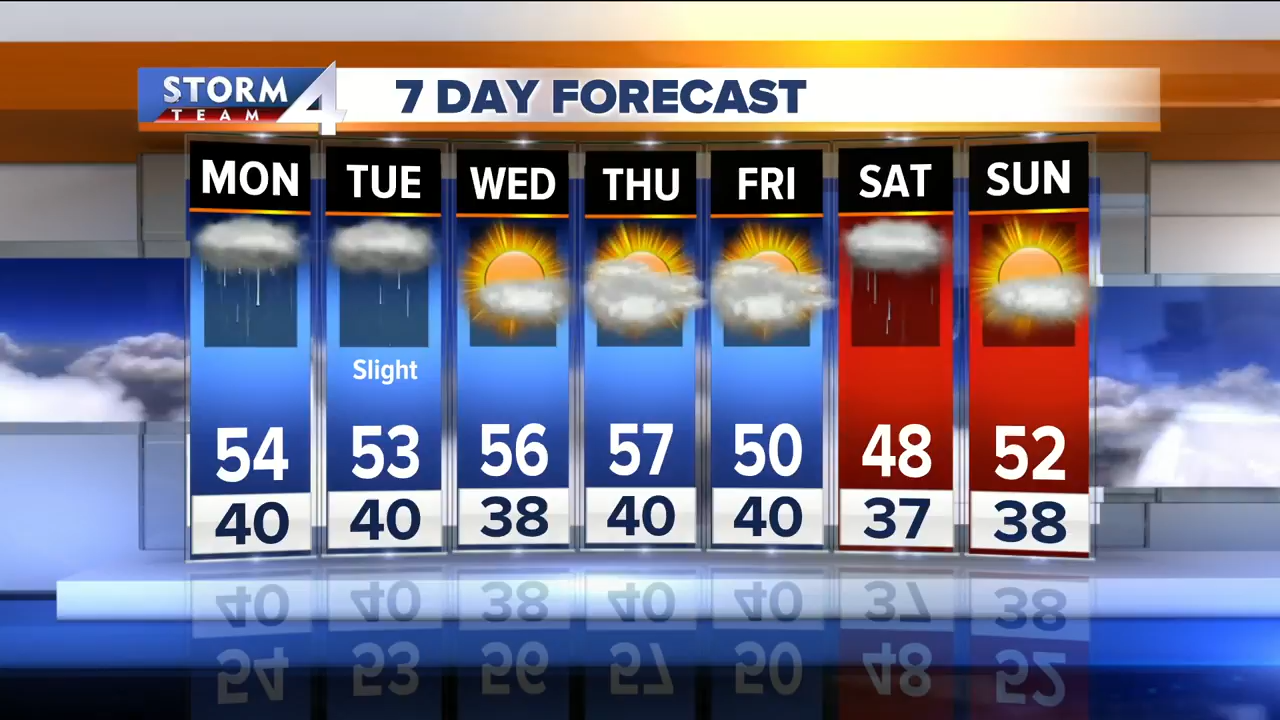 STORM
TEAM 4
7 DAY FORECAST
MON TUE WED THU FRI SAT SUN
Slight
54 53 56 57 50 48 52
40 40 38 40 40 37 38